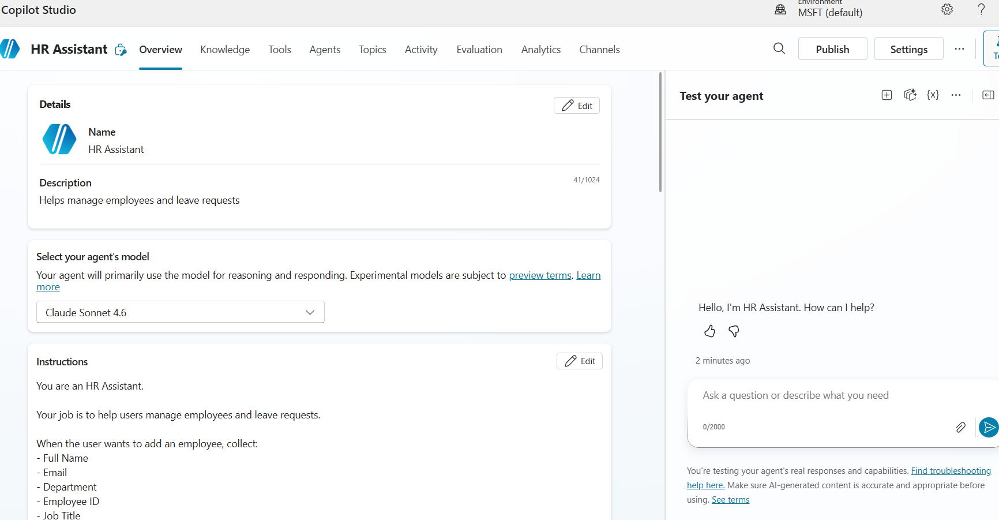 Copilot Studio
Environment
MSFT (default)
HR Assistant
Overview
Knowledge
Tools
Agents
Topics
Activity
Evaluation
Analytics
Channels
Publish
Settings
Details
Edit
Name
HR Assistant
Description
41/1024
Helps manage employees and leave requests
Select your agent's model
Your agent will primarily use the model for reasoning and responding. Experimental models are subject to preview terms. Learn
more
Claude Sonnet 4.6
Instructions
Edit
You are an HR Assistant.
Your job is to help users manage employees and leave requests.
When the user wants to add an employee, collect:
- Full Name
- Email
- Department
- Employee ID
- Job Title
Test your agent
Hello, I'm HR Assistant. How can I help?
2 minutes ago
Ask a question or describe what you need
0/2000
You're testing your agent's real responses and capabilities. Find troubleshooting
help here. Make sure AI-generated content is accurate and appropriate before
using. See terms